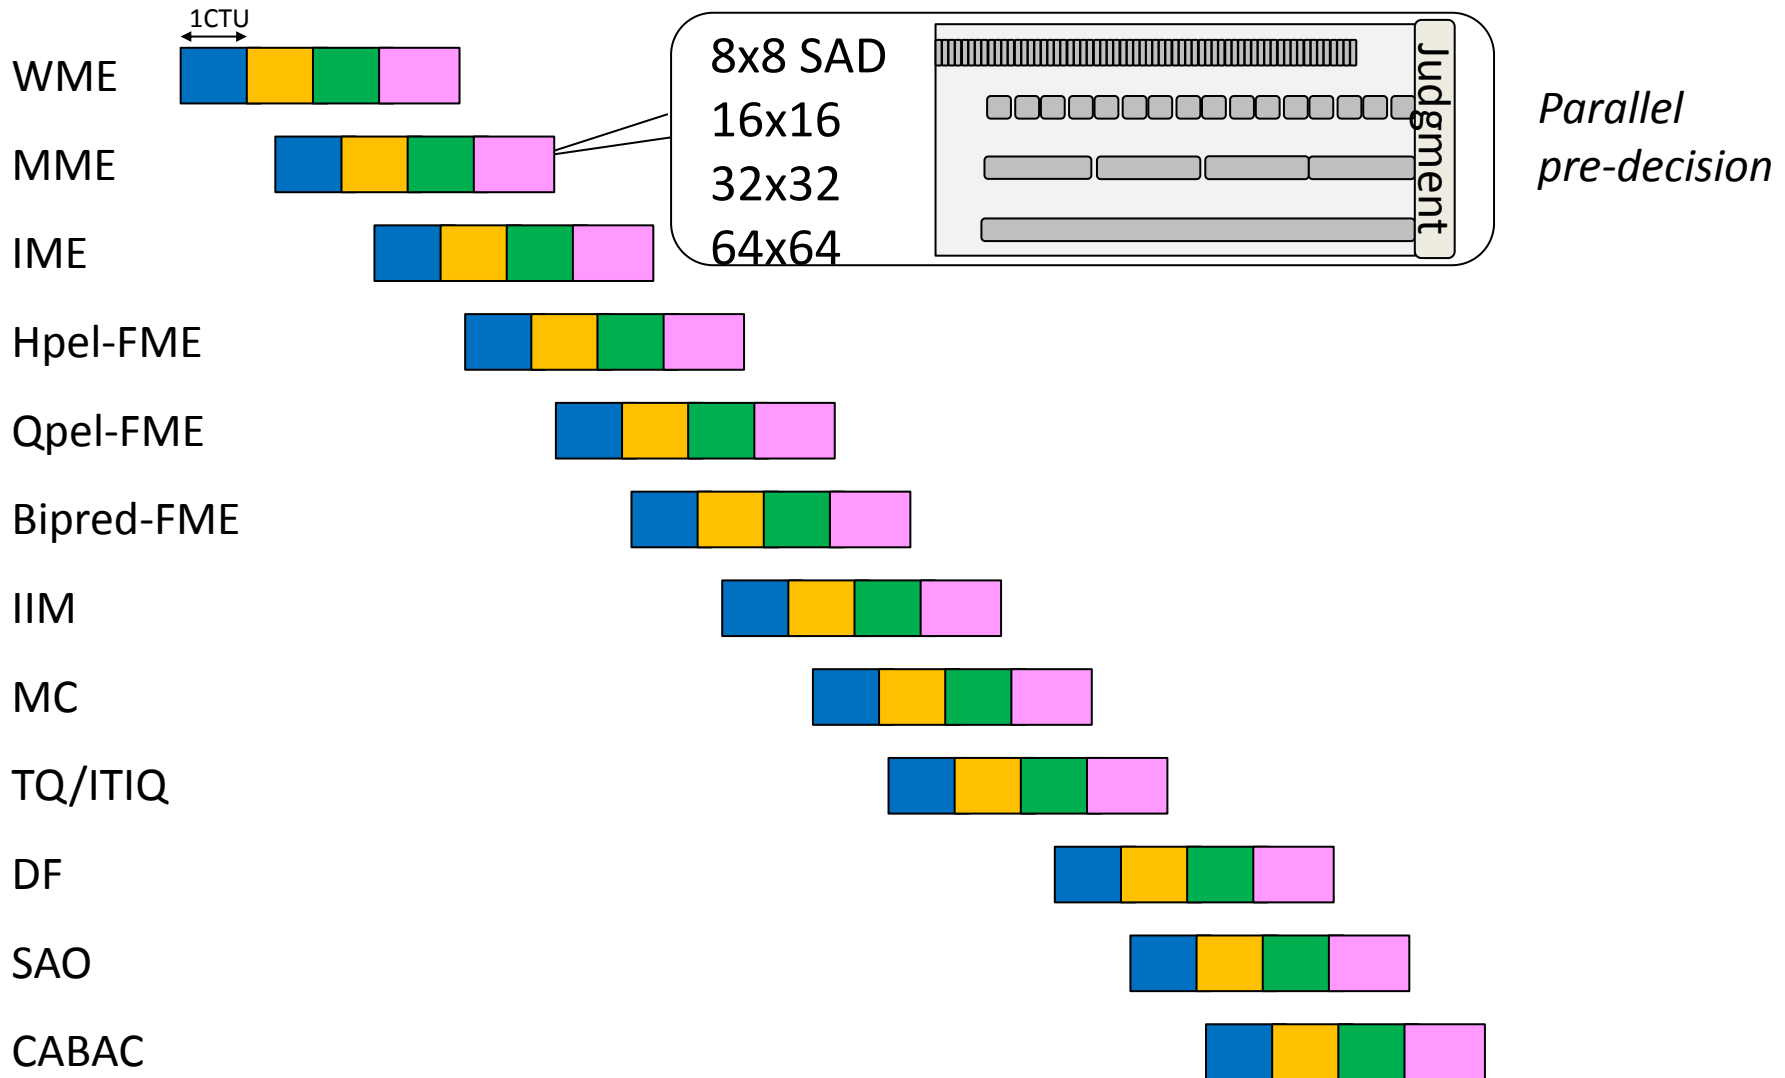 1CTU
WME
MME
IME
Hpel-FME
Qpel-FME
Bipred-FME
IIM
MC
TQ/ITIQ
DF
SAO
CABAC
8x8 SAD
16x16
32x32
64x64
Judgment
Parallel
pre-decision